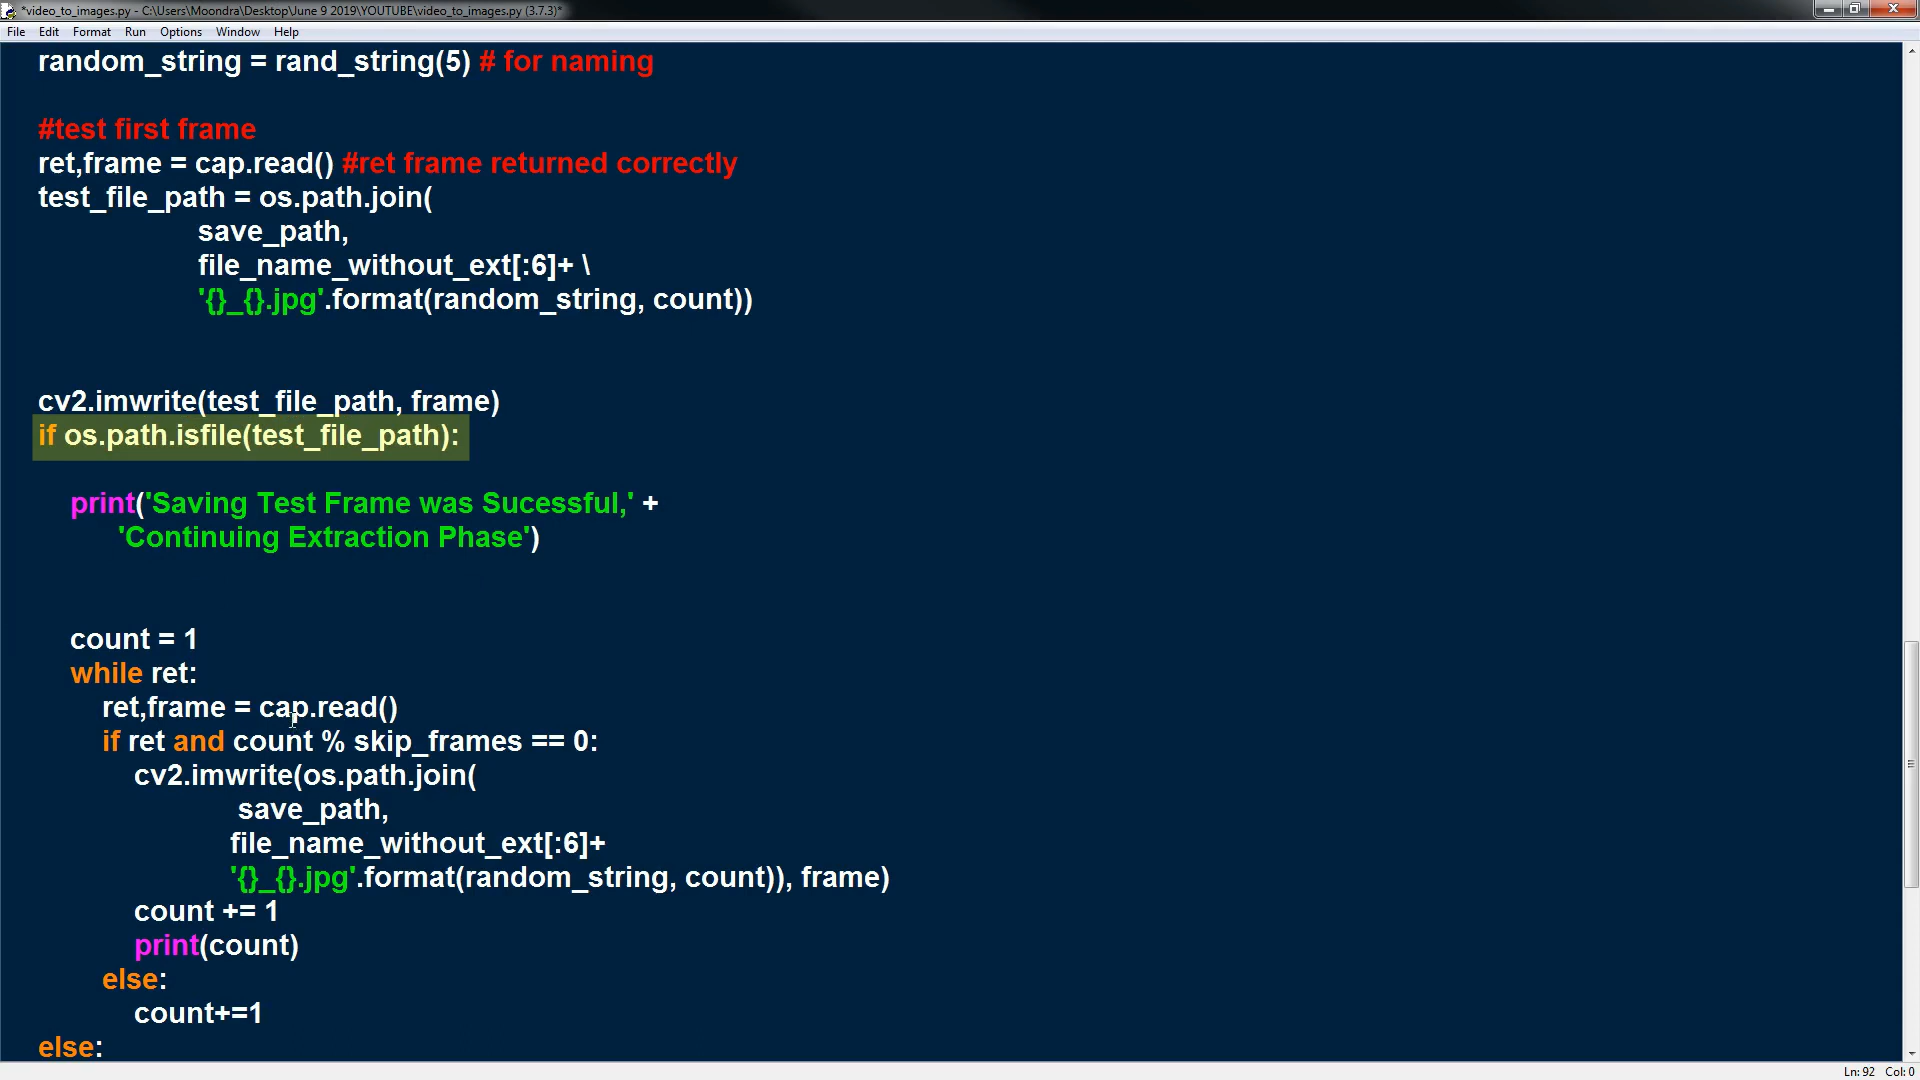 *video_to_images.py - C:\Users\Moondra\Desktop\June 9 2019\YOUTUBE\video_to_images.py (3.7.3)*
File Edit Format Run Options Window Help
random_string = rand_string(5) # for naming
#test first frame
ret,frame = cap.read() #ret frame returned correctly
test_file_path = os.path.join(
save_path,
file_name_without_ext[:6]+ \
'{}_{}.jpg'.format(random_string, count))
cv2.imwrite(test_file_path, frame)
if os.path.isfile(test_file_path):
print('Saving Test Frame was Sucessful,' +
'Continuing Extraction Phase')
count = 1
while ret:
ret,frame = cap.read()
if ret and count % skip_frames == 0:
cv2.imwrite(os.path.join(
save_path,
file_name_without_ext[:6]+
'{}_{}.jpg'.format(random_string, count)), frame)
count += 1
print(count)
else:
count+=1
else:
Ln: 92 Col: 0